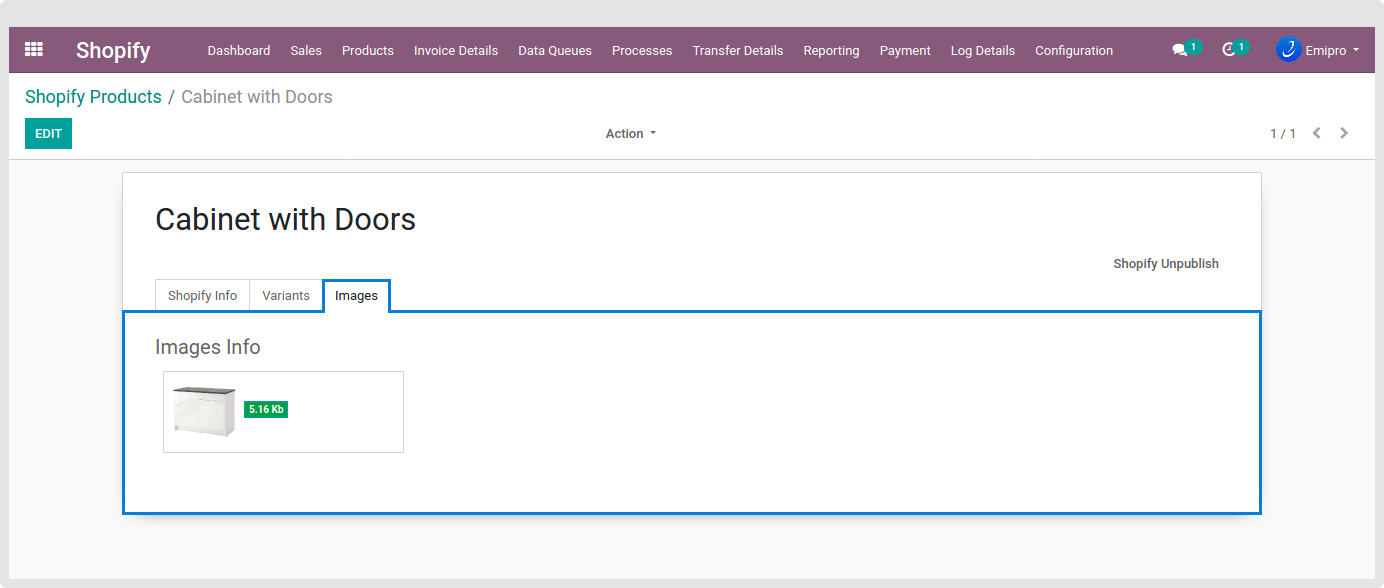 Shopify Dashboard Sales Products Invoice Details Data Queues Processes Transfer Details Reporting Payment Log Details Configuration 1 1 Emipro
Shopify Products / Cabinet with Doors
EDIT Action 1 / 1
Cabinet with Doors
Shopify Unpublish
Shopify Info Variants Images
Images Info
5.16 Kb